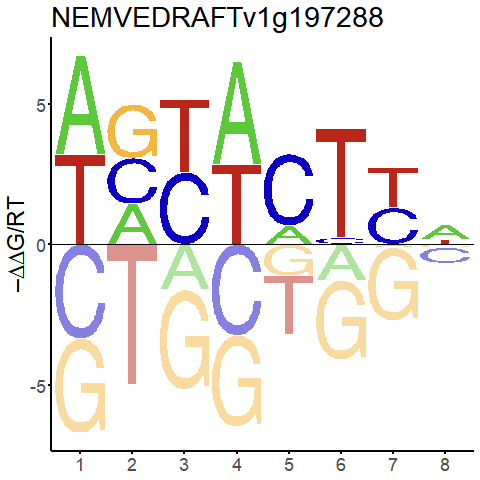 NEMVEDRAFTv1g197288
−ΔΔG/RT
5
0
-5
A G T A C T T A
T C C T A C C T
A
C T A C G A G C
G G G T G
1 2 3 4 5 6 7 8